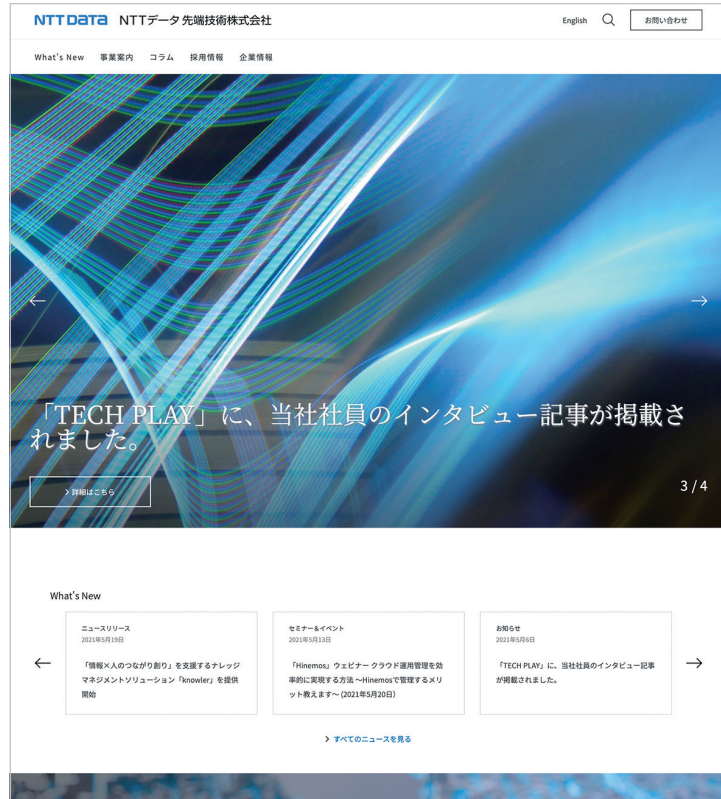 NTT DATA NTTデータ先端技術株式会社
English
お問い合わせ
What's New 事業案内 コラム 採用情報 企業情報
「TECH PLAY」に、当社社員のインタビュー記事が掲載さ
れました。
詳細はこちら
3 / 4
What's New
ニュースリリース
2021年5月19日
「情報×人のつながり創り」を支援するナレッジ
マネジメントソリューション「knowler」を提供
開始
セミナー＆イベント
2021年5月13日
「Hinemos」ウェビナー クラウド運用管理を効
率的に実現する方法 ～Hinemosで管理するメリ
ット教えます～ (2021年5月20日）
お知らせ
2021年5月6日
「TECH PLAY」に、当社社員のインタビュー記事
が掲載されました。
すべてのニュースを見る